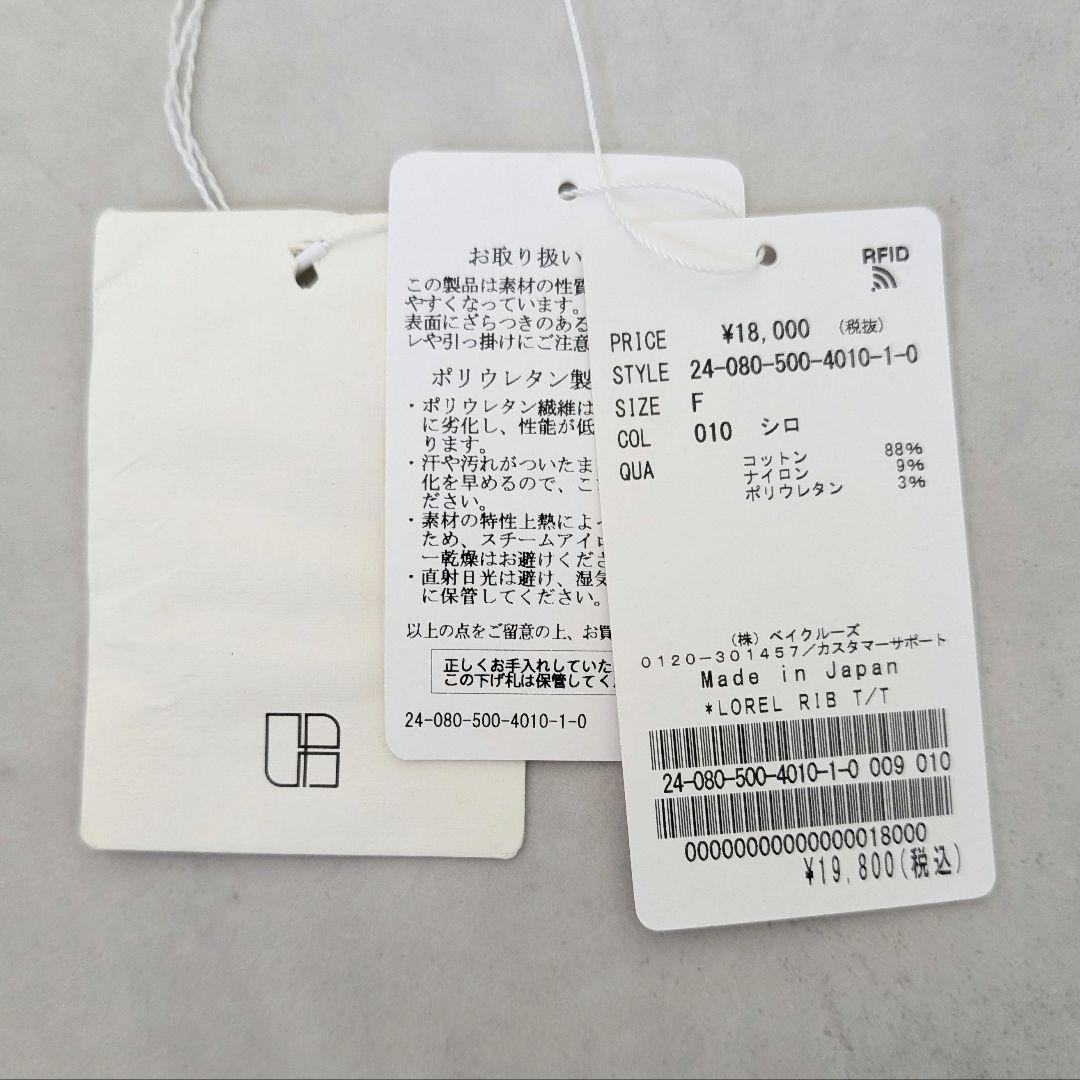 お取り扱い
この製品は素材の性質
やすくなっています。
表面にざらつきのある
レや引っ掛けにご注意
ポリウレタン製
・ポリウレタン繊維は
に劣化し、性能が低
ります。
・汗や汚れがついたま
化を早めるので、こ
ださい。
・素材の特性上熱によっ
ため、スチームアイロ
ー乾燥はお避けくださ
・直射日光は避け、湿気
に保管してください。
以上の点をご留意の上、お買
正しくお手入れしていた
この下げ札は保管してく
24-080-500-4010-1-0
RFID
PRICE ¥18,000 (税抜)
STYLE 24-080-500-4010-1-0
SIZE F
COL 010 シロ
QUA コットン 88%
ナイロン 9%
ポリウレタン 3%
(株) ベイクルーズ
0120-301457/カスタマーサポート
Made in Japan
*LOREL RIB T/T
24-080-500-4010-1-0 009 010
00000000000000018000
¥19,800(税込)